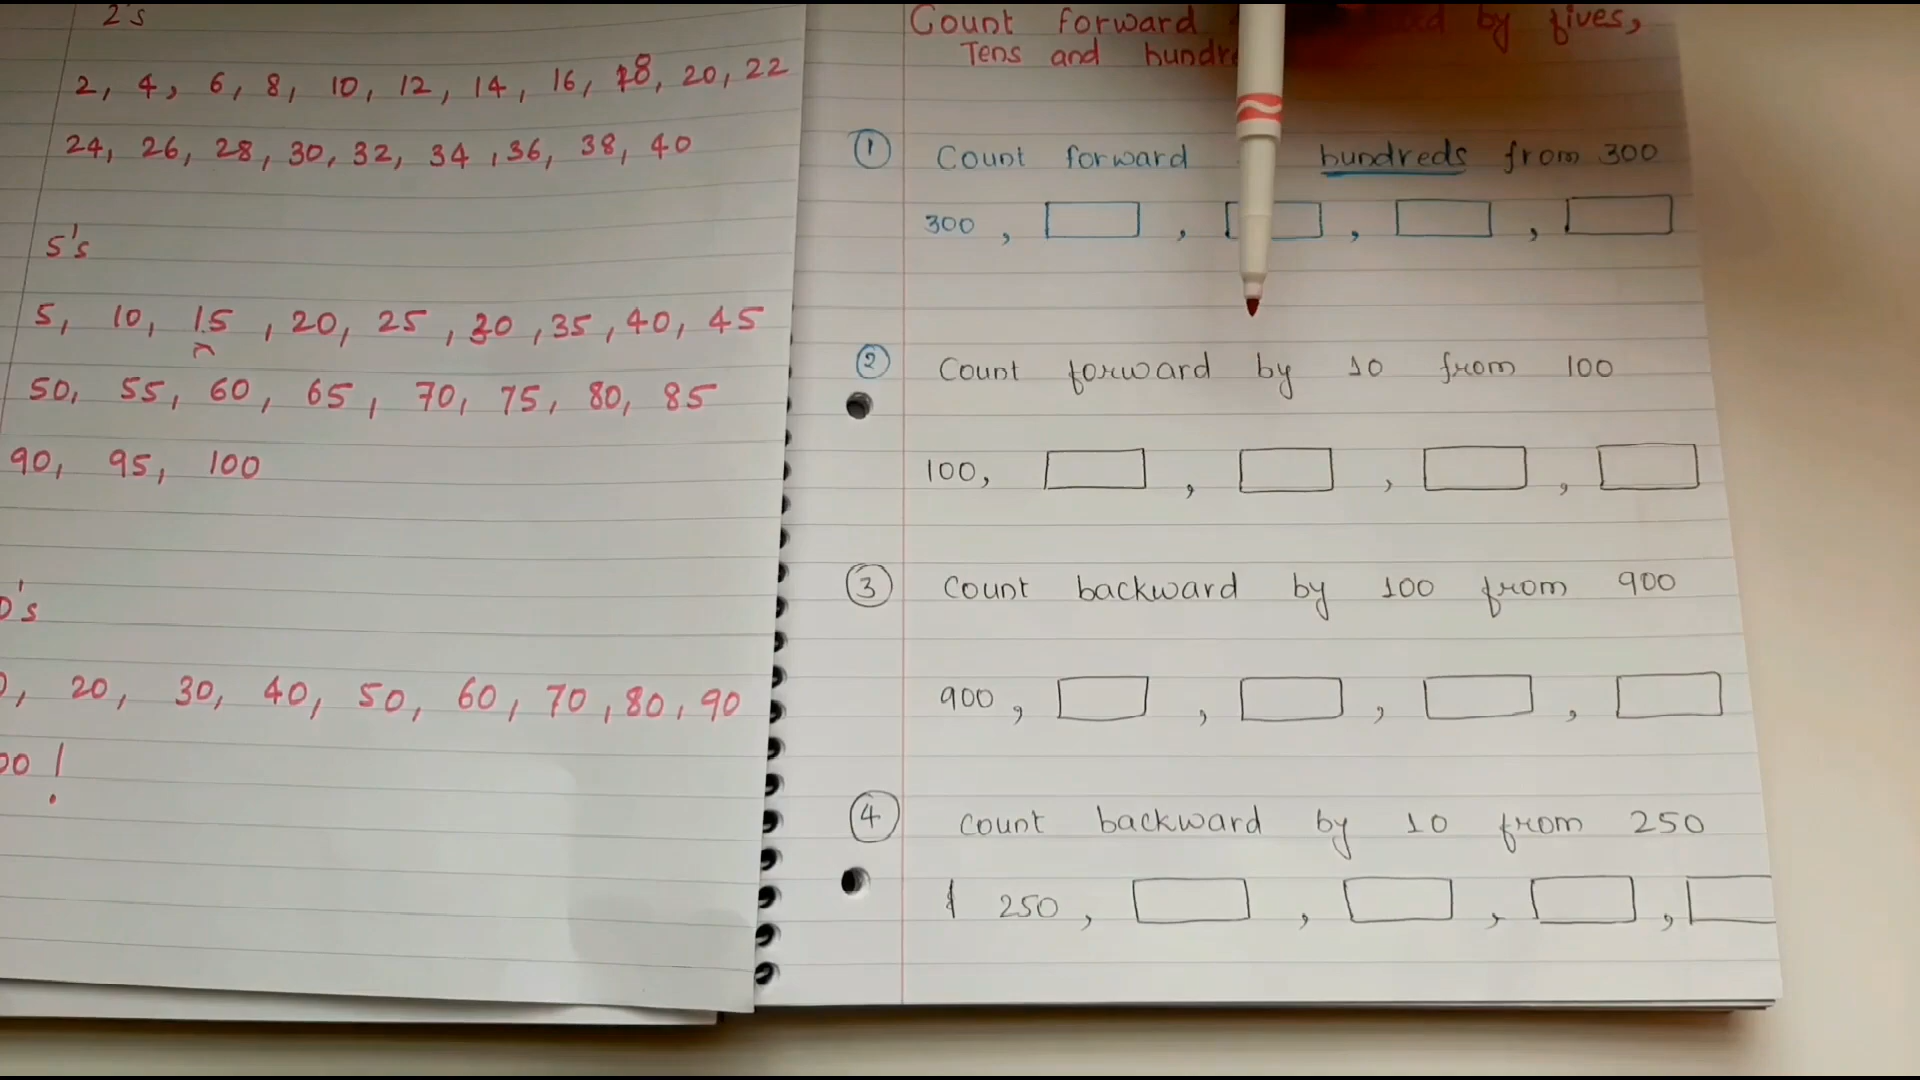 2's
2, 4, 6, 8, 10, 12, 14, 16, 18, 20, 22
24, 26, 28, 30, 32, 34, 36, 38, 40
5's
5, 10, 15, 20, 25, 30, 35, 40, 45
50, 55, 60, 65, 70, 75, 80, 85
90, 95, 100
0's
, 20, 30, 40, 50, 60, 70, 80, 90
00!
Count forward by fives,
Tens and
① Count forward hundreds from 300
300, , , ,
② Count forward by 10 from 100
100, , , ,
③ Count backward by 100 from 900
900, , , ,
④ Count backward by 10 from 250
250, , , ,